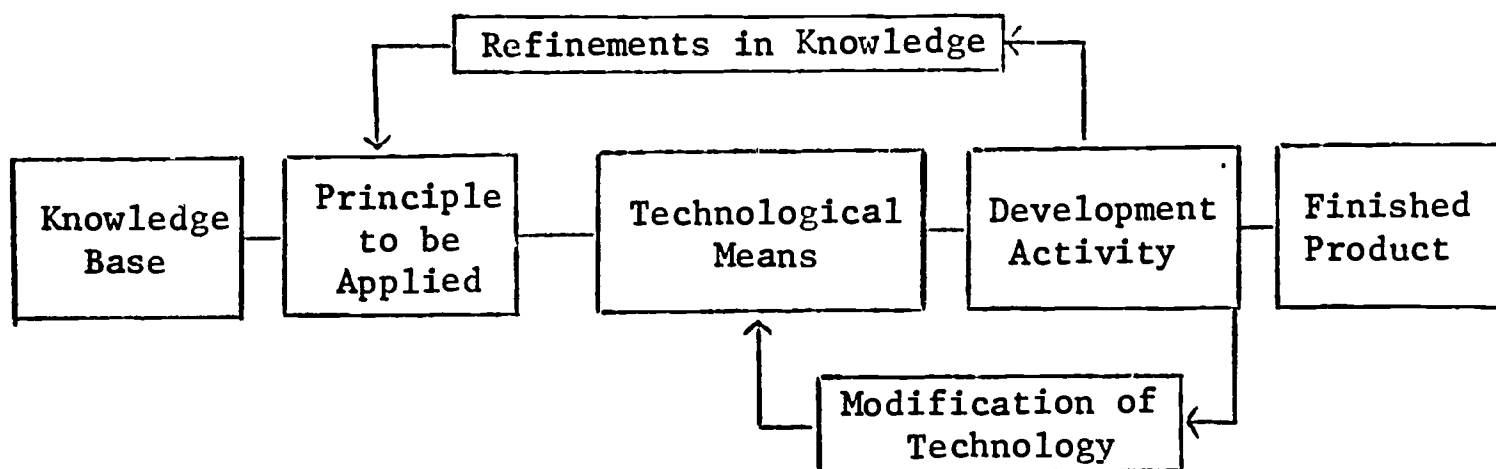 Refinements in Knowledge
Knowledge
Base
Principle
to be
Applied
Technological
Means
Development
Activity
Finished
Product
Modification of
Technology